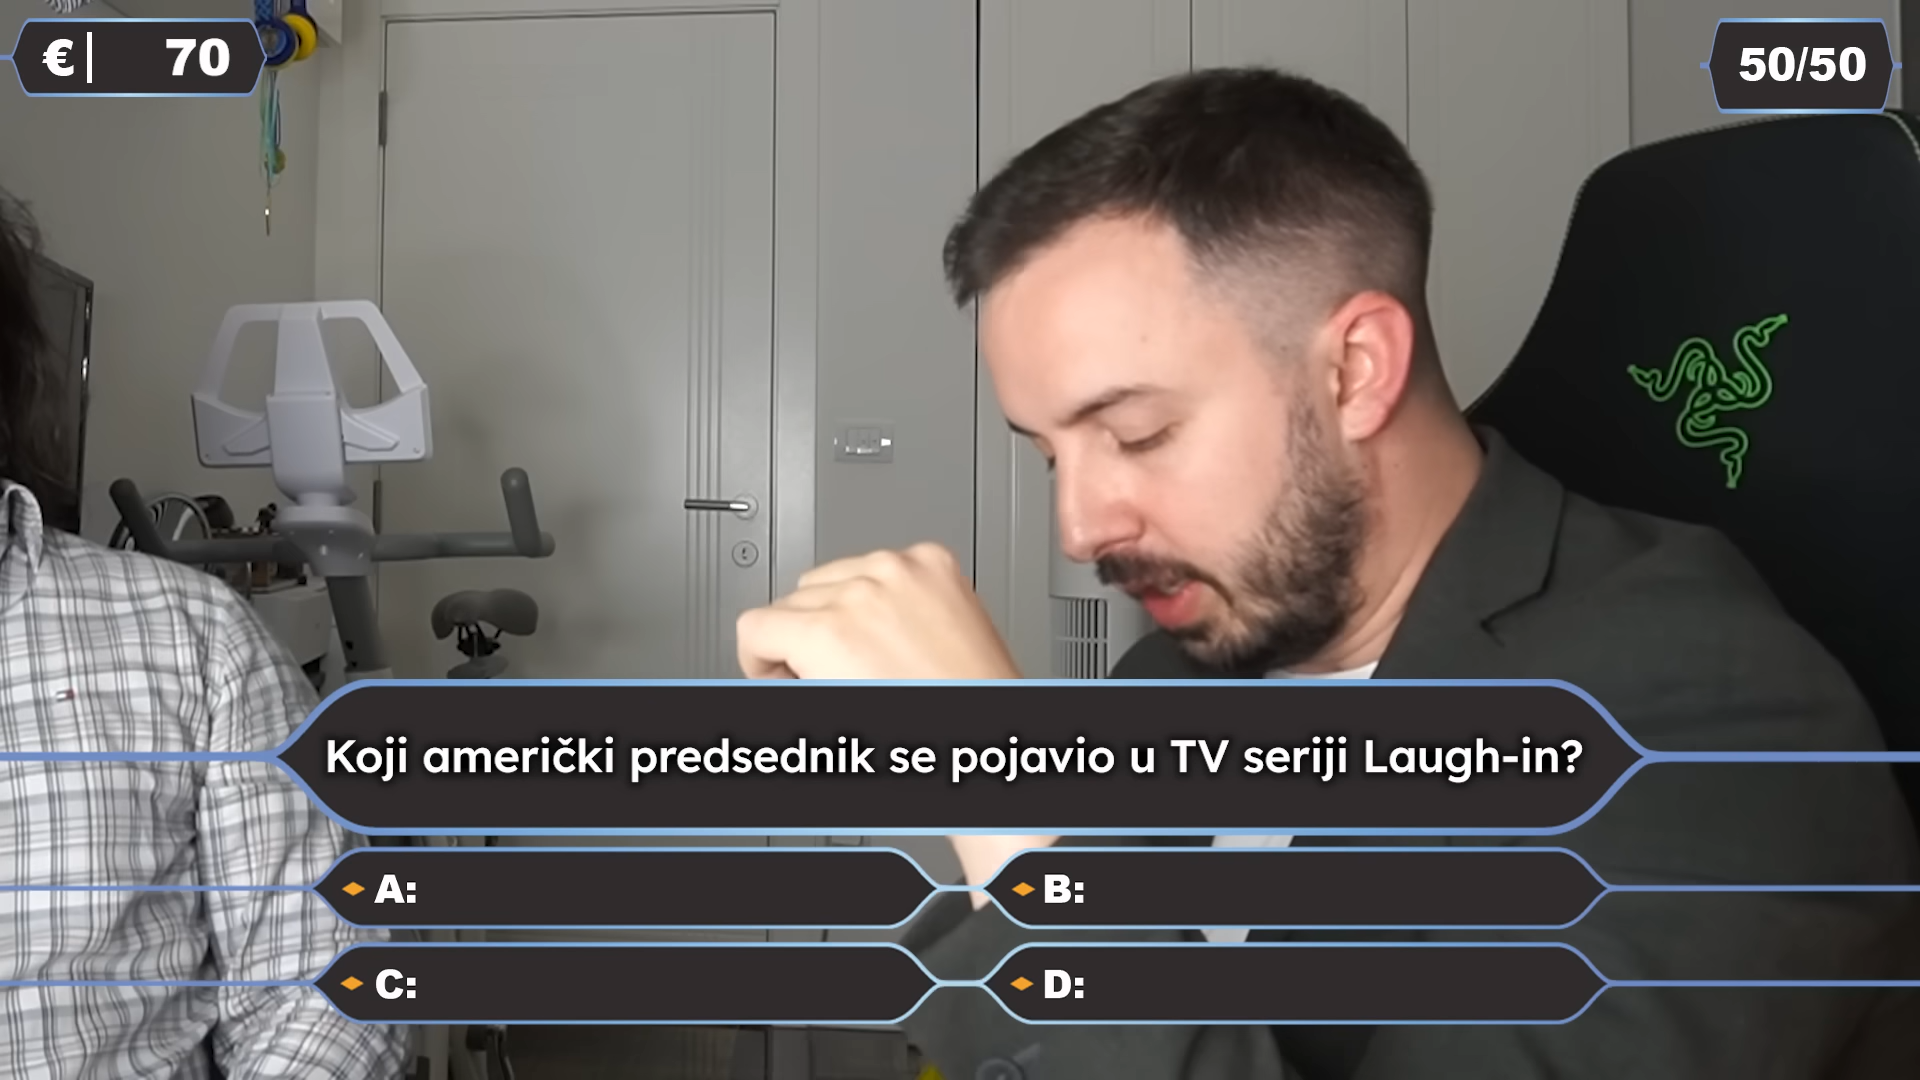 € 70
50/50
Koji američki predsednik se pojavio u TV seriji Laugh-in?
A:
B:
C:
D: